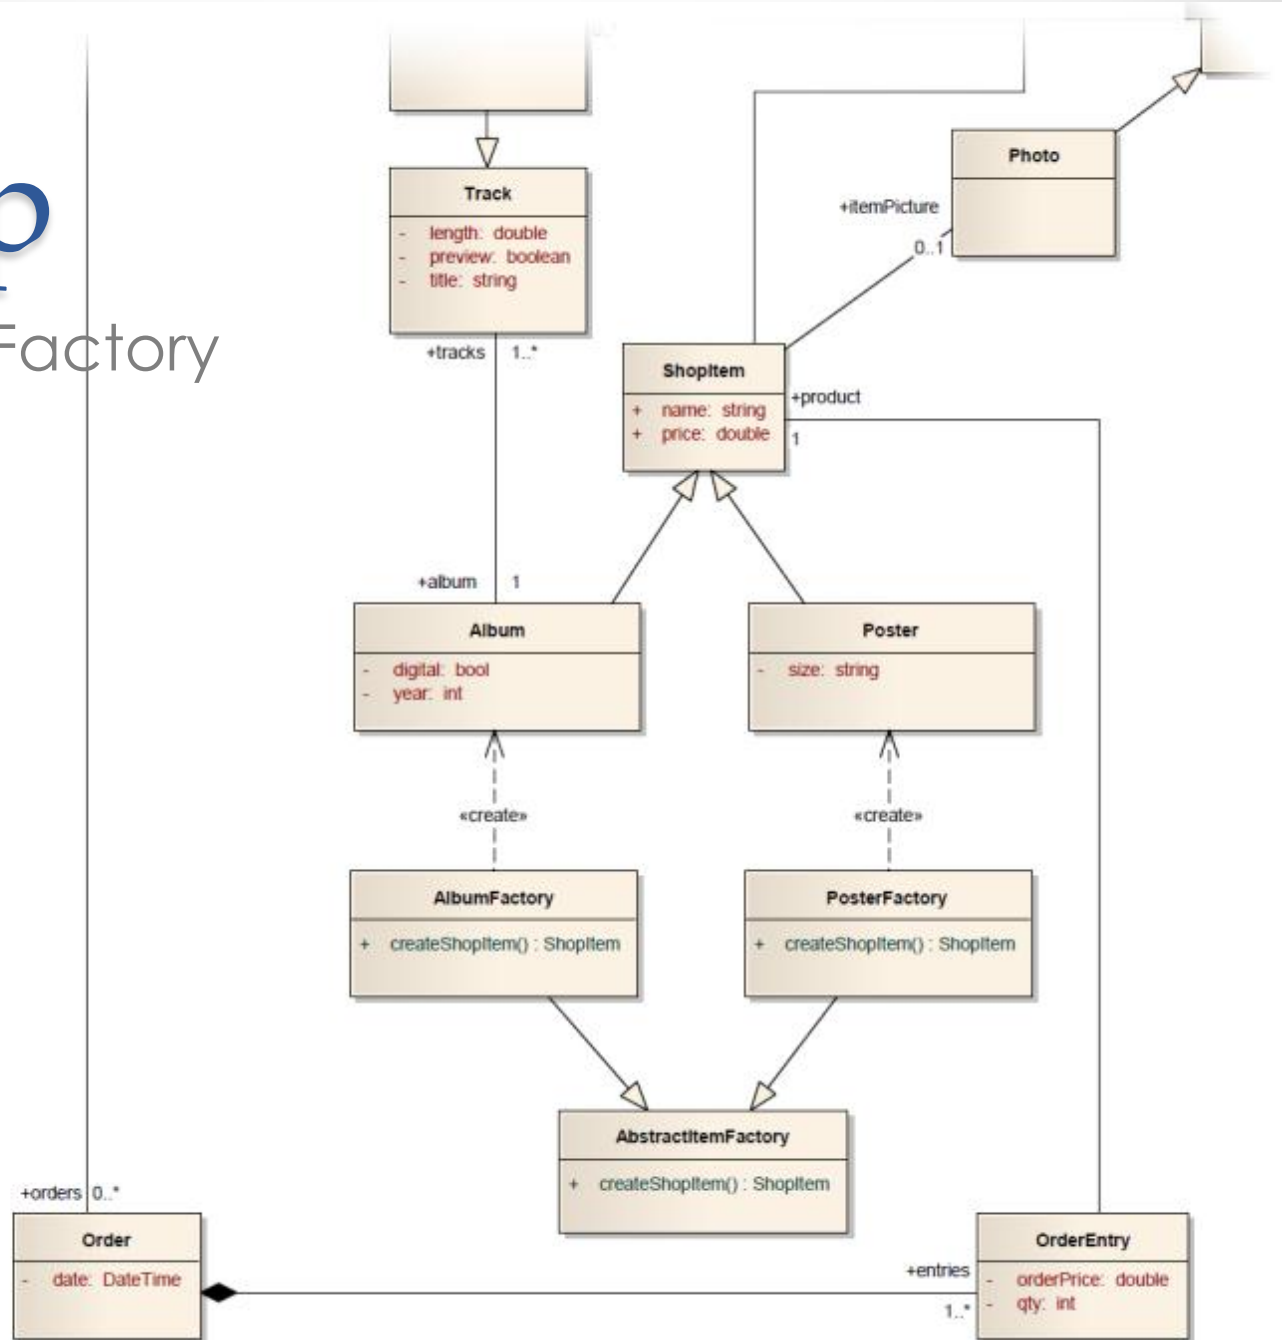 p
Factory
Track
- length: double
- preview: boolean
- title: string
+tracks 1..*
Photo
+itemPicture
0..1
ShopItem
+ name: string
+ price: double
+product
1
+album 1
Album
- digital: bool
- year: int
Poster
- size: string
«create»
«create»
AlbumFactory
+ createShopItem() : ShopItem
PosterFactory
+ createShopItem() : ShopItem
AbstractItemFactory
+ createShopItem() : ShopItem
+orders 0..*
Order
- date: DateTime
OrderEntry
- orderPrice: double
- qty: int
+entries
1..*